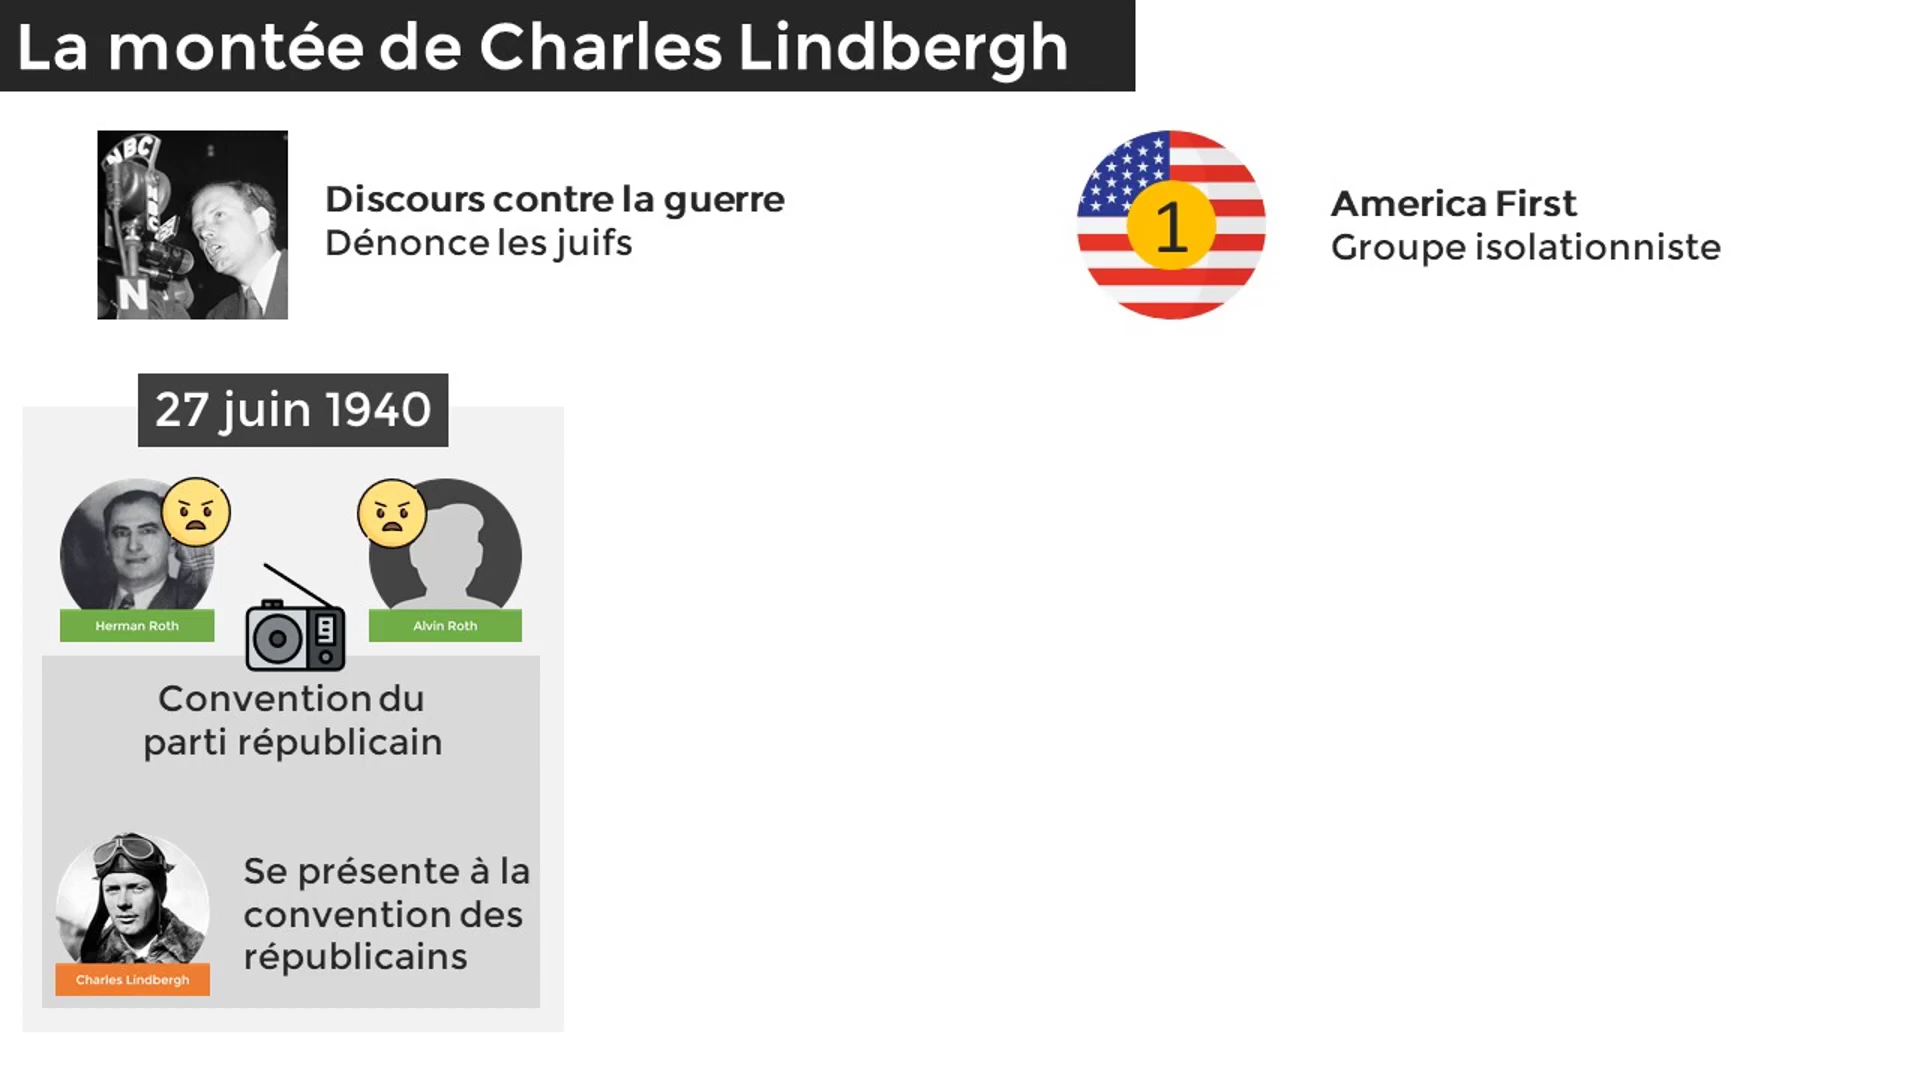 La montée de Charles Lindbergh
NBC
N
Discours contre la guerre
Dénonce les juifs
1
America First
Groupe isolationniste
27 juin 1940
Herman Roth
Alvin Roth
Convention du
parti républicain
Se présente à la
convention des
républicains
Charles Lindbergh